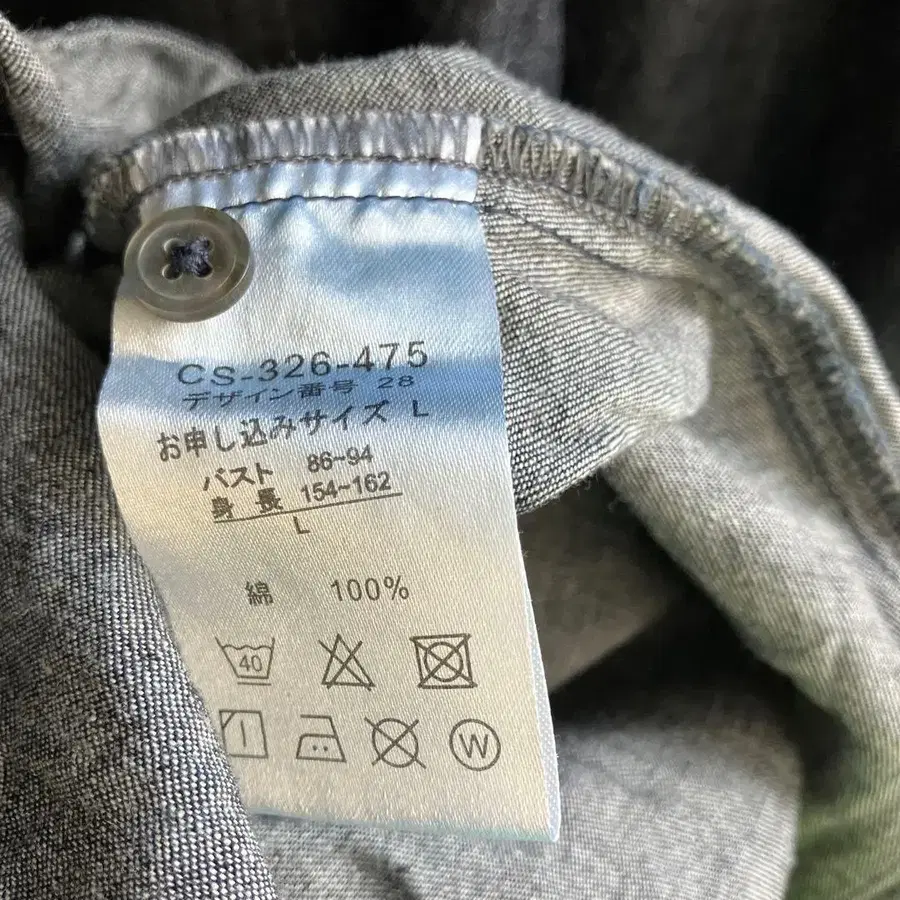 CS-326-475
デザイン番号 28
お申し込みサイズ L
バスト 86~94
身長 154~162
L
綿 100%
40
W